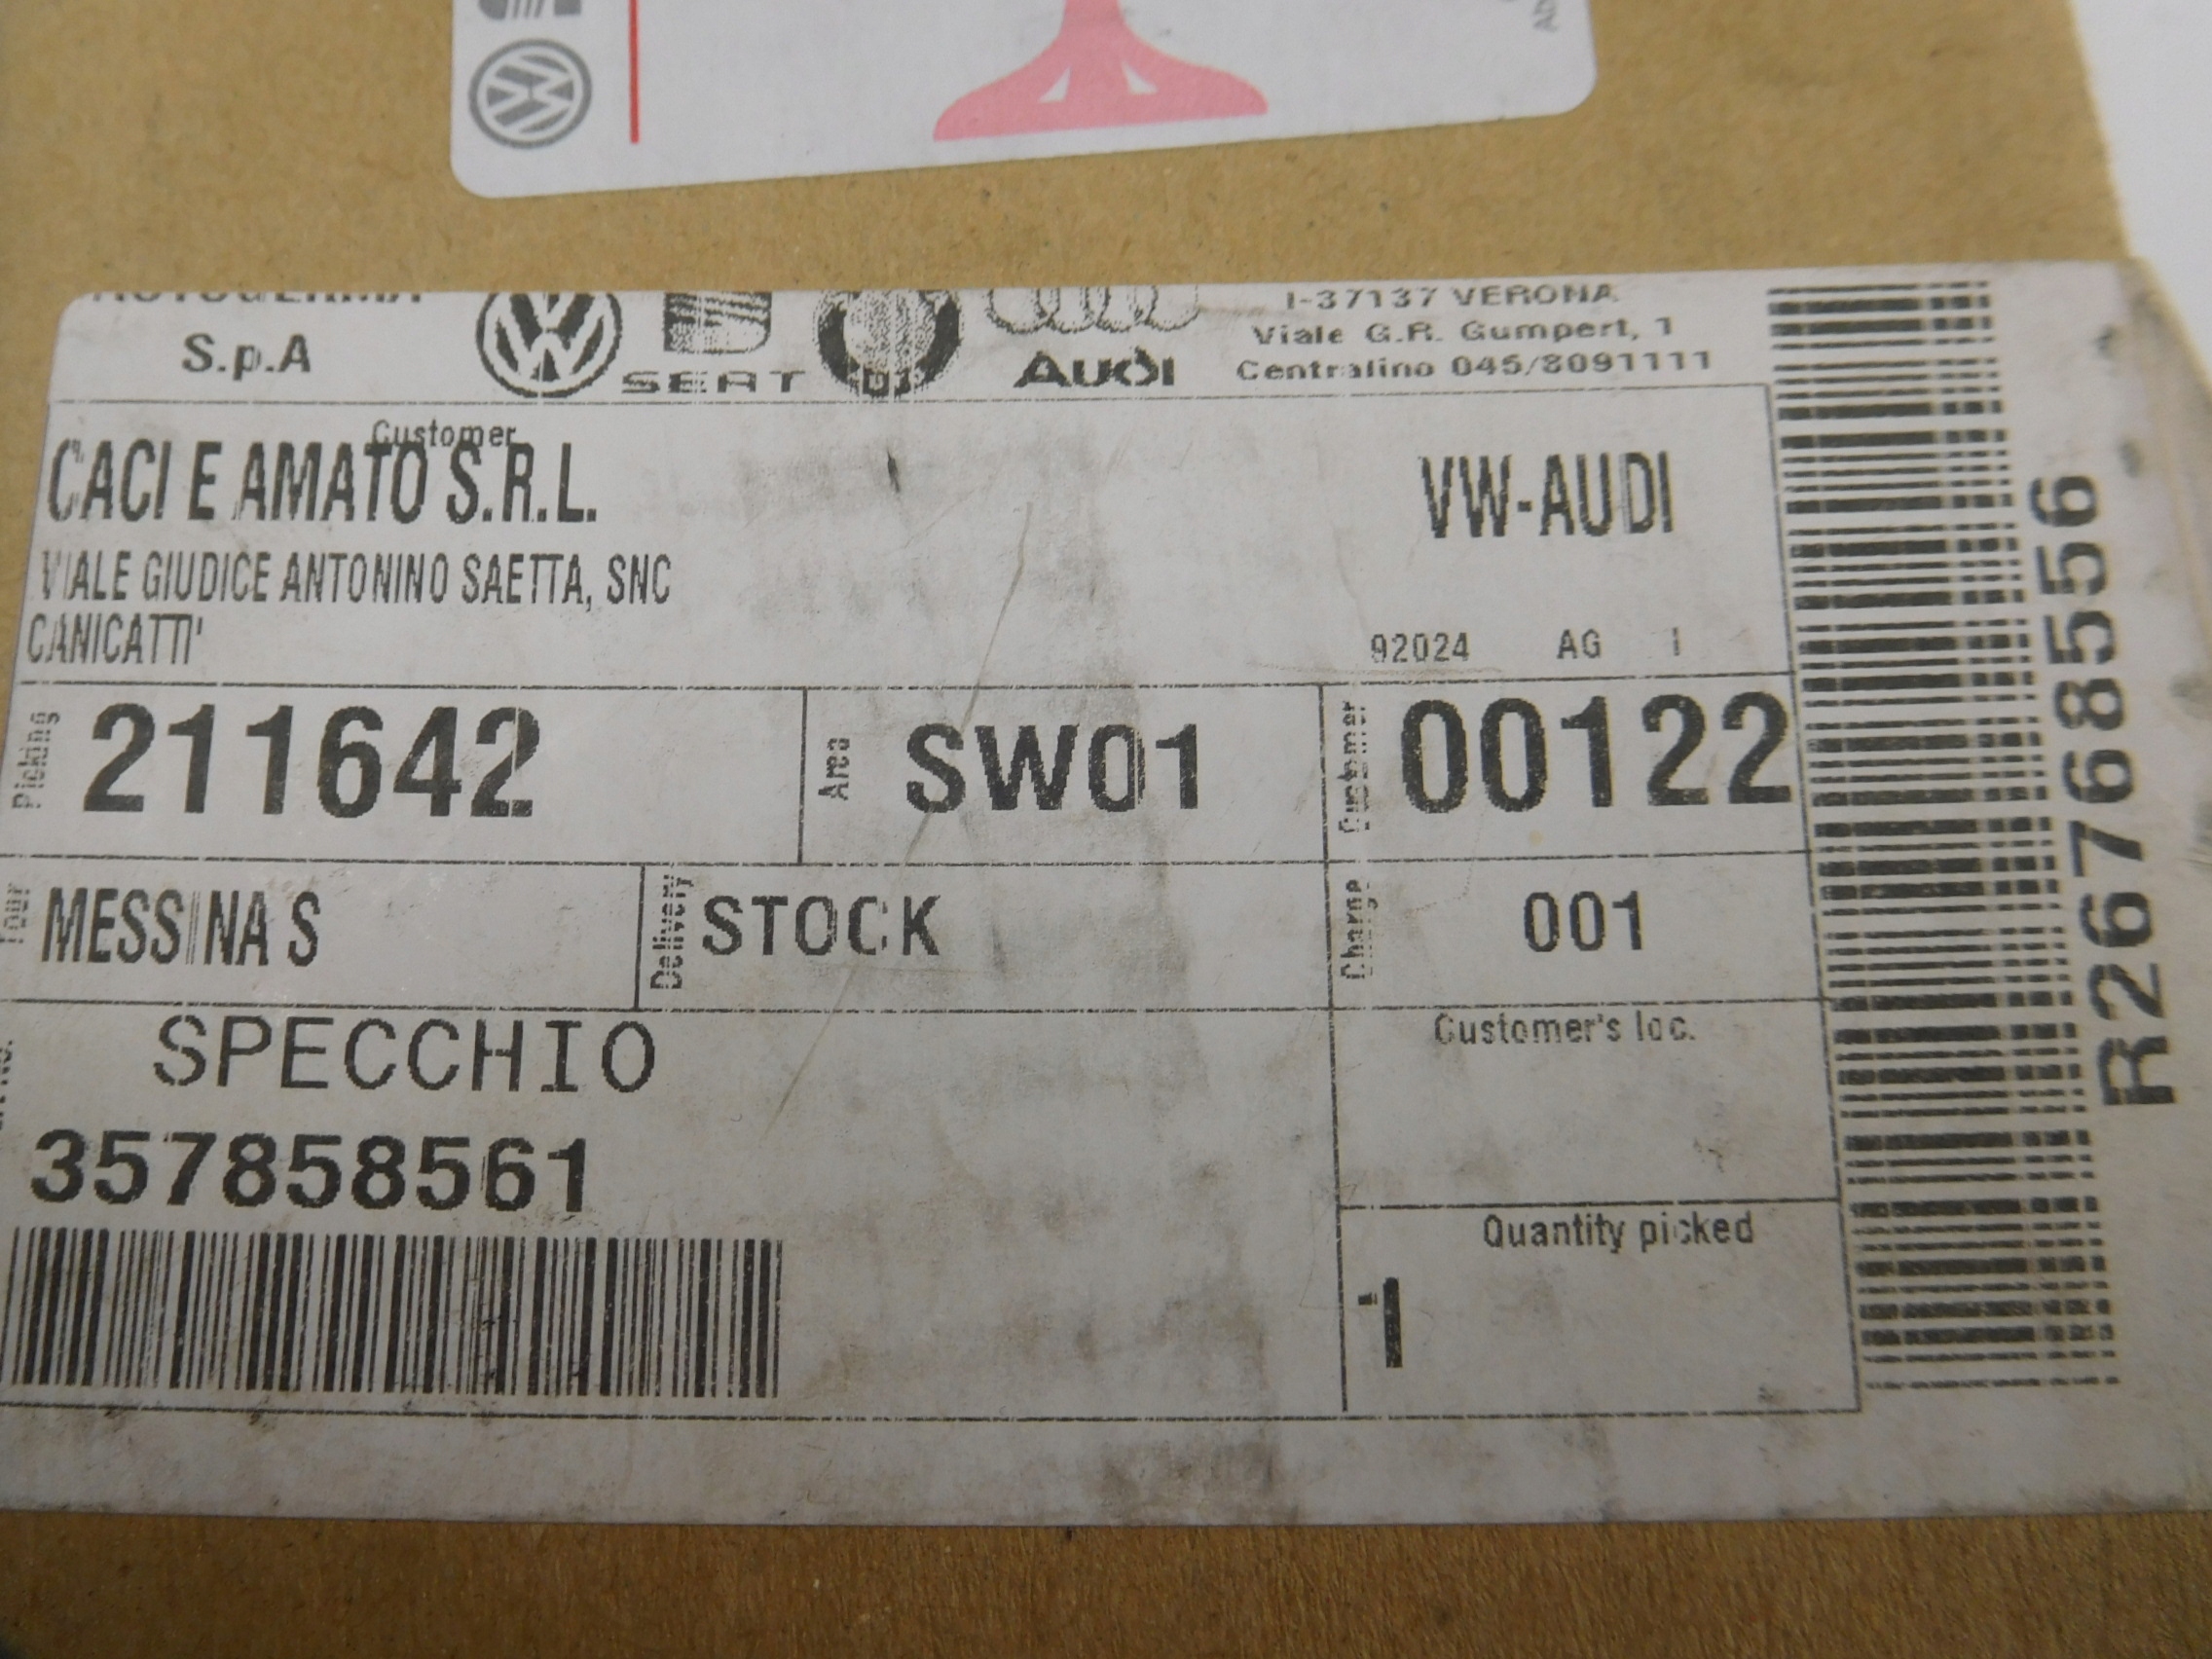 AUTOGERMA
S.p.A
SEAT
AUDI
I-37137 VERONA
Viale G.R. Gumpert, 1
Centralino 045/8091111
Customer
CACI E AMATO S.R.L.
VW-AUDI
VIALE GIUDICE ANTONINO SAETTA, SNC
CANICATTI'
92024 AG I
Picking 211642
Area SW01
Customer 00122
Tour MESSINA S
Delivery STOCK
Charge 001
SPECCHIO
357858561
Customer's loc.
Quantity picked
1
R267685556